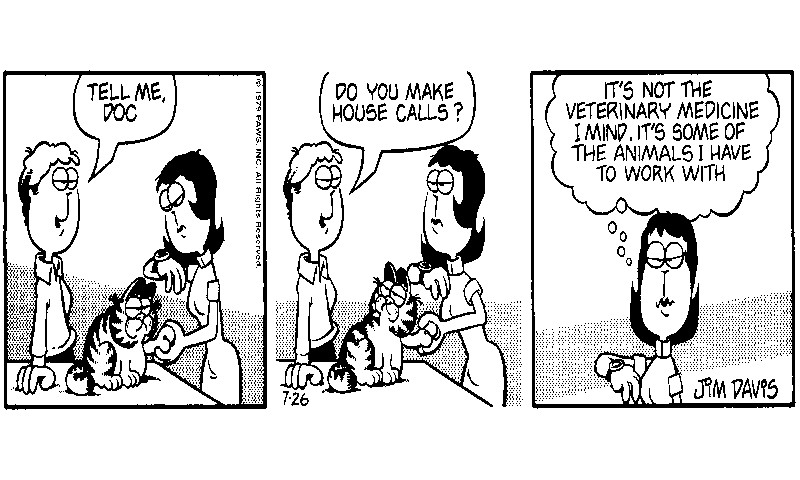 TELL ME,
DOC
© 1979 PAWS, INC. All Rights Reserved.
DO YOU MAKE
HOUSE CALLS?
7-26
IT'S NOT THE
VETERINARY MEDICINE
I MIND. IT'S SOME OF
THE ANIMALS I HAVE
TO WORK WITH
JIM DAVIS